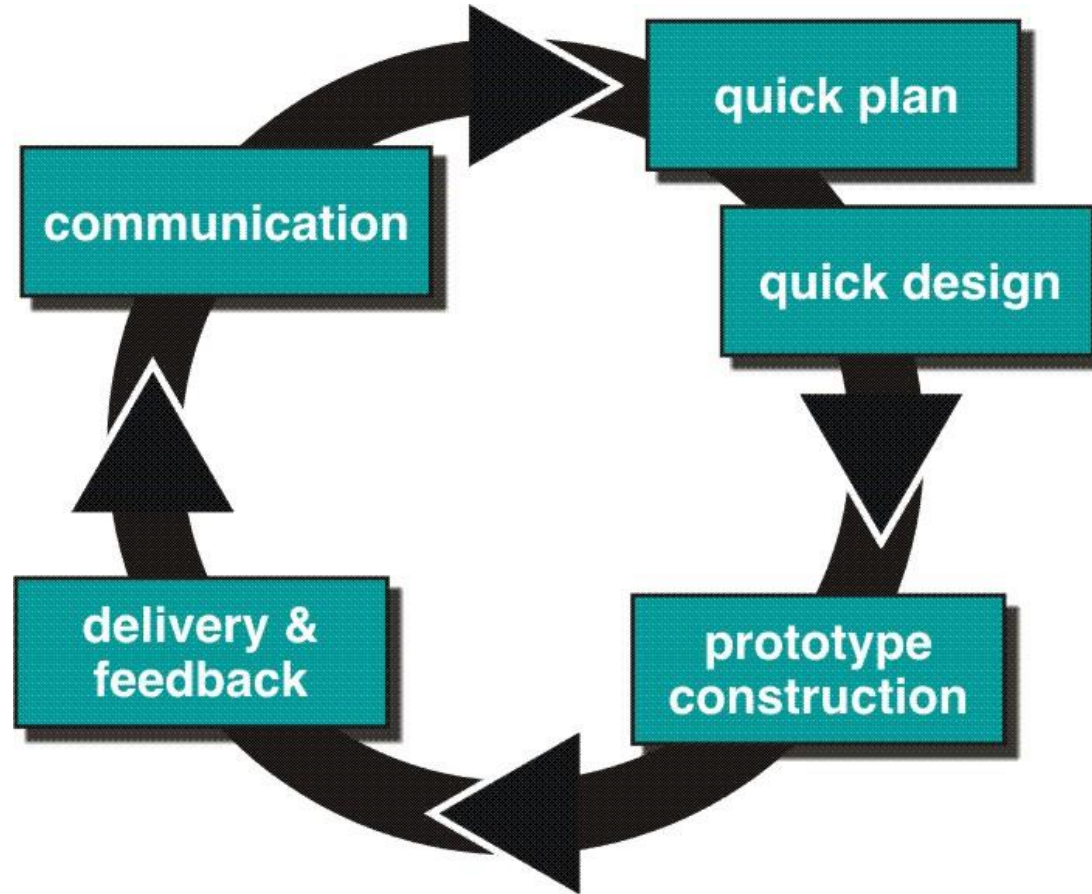 quick plan
communication
quick design
delivery &
feedback
prototype
construction